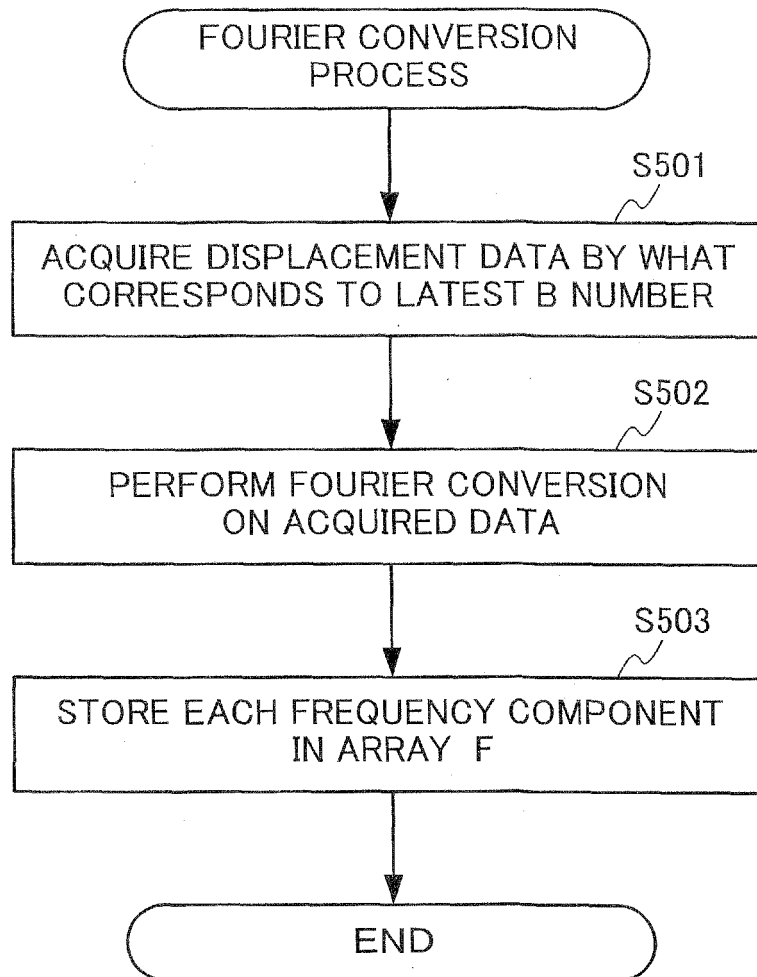 FOURIER CONVERSION
PROCESS
S501
ACQUIRE DISPLACEMENT DATA BY WHAT
CORRESPONDS TO LATEST B NUMBER
S502
PERFORM FOURIER CONVERSION
ON ACQUIRED DATA
S503
STORE EACH FREQUENCY COMPONENT
IN ARRAY F
END